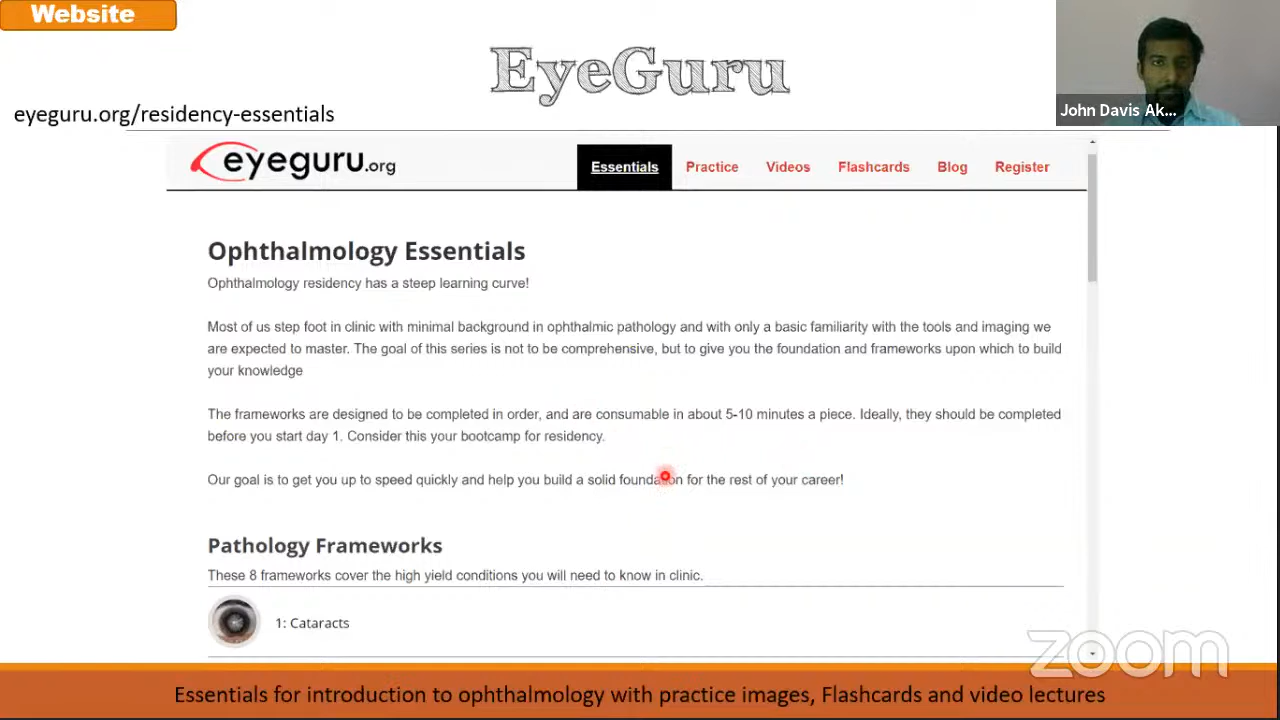 Website
EyeGuru
John Davis Ak...
eyeguru.org/residency-essentials
eyeguru.org
Essentials Practice Videos Flashcards Blog Register
Ophthalmology Essentials
Ophthalmology residency has a steep learning curve!
Most of us step foot in clinic with minimal background in ophthalmic pathology and with only a basic familiarity with the tools and imaging we
are expected to master. The goal of this series is not to be comprehensive, but to give you the foundation and frameworks upon which to build
your knowledge
The frameworks are designed to be completed in order, and are consumable in about 5-10 minutes a piece. Ideally, they should be completed
before you start day 1. Consider this your bootcamp for residency.
Our goal is to get you up to speed quickly and help you build a solid foundation for the rest of your career!
Pathology Frameworks
These 8 frameworks cover the high yield conditions you will need to know in clinic.
1: Cataracts
zoom
Essentials for introduction to ophthalmology with practice images, Flashcards and video lectures